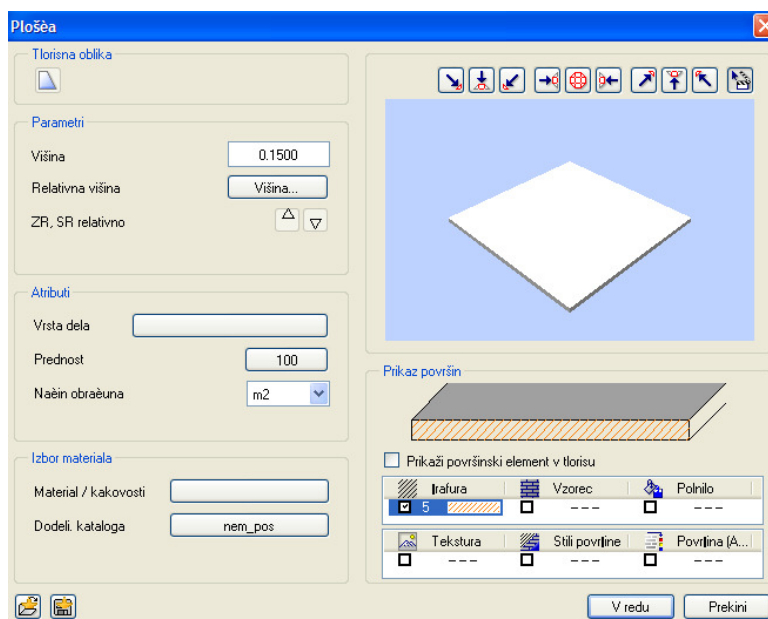 Plošèa
Tlorisna oblika
Parametri
Višina 0.1500
Relativna višina Višina...
ZR, SR relativno
Atributi
Vrsta dela
Prednost 100
Naèin obraèuna m2
Izbor materiala
Material / kakovosti
Dodeli. kataloga nem_pos
Prikaz površin
Prikaži površinski element v tlorisu
Irafura Vzorec Polnilo
5 --- ---
Tekstura Stili povrline Povrlina (A...
--- --- ---
V redu Prekini